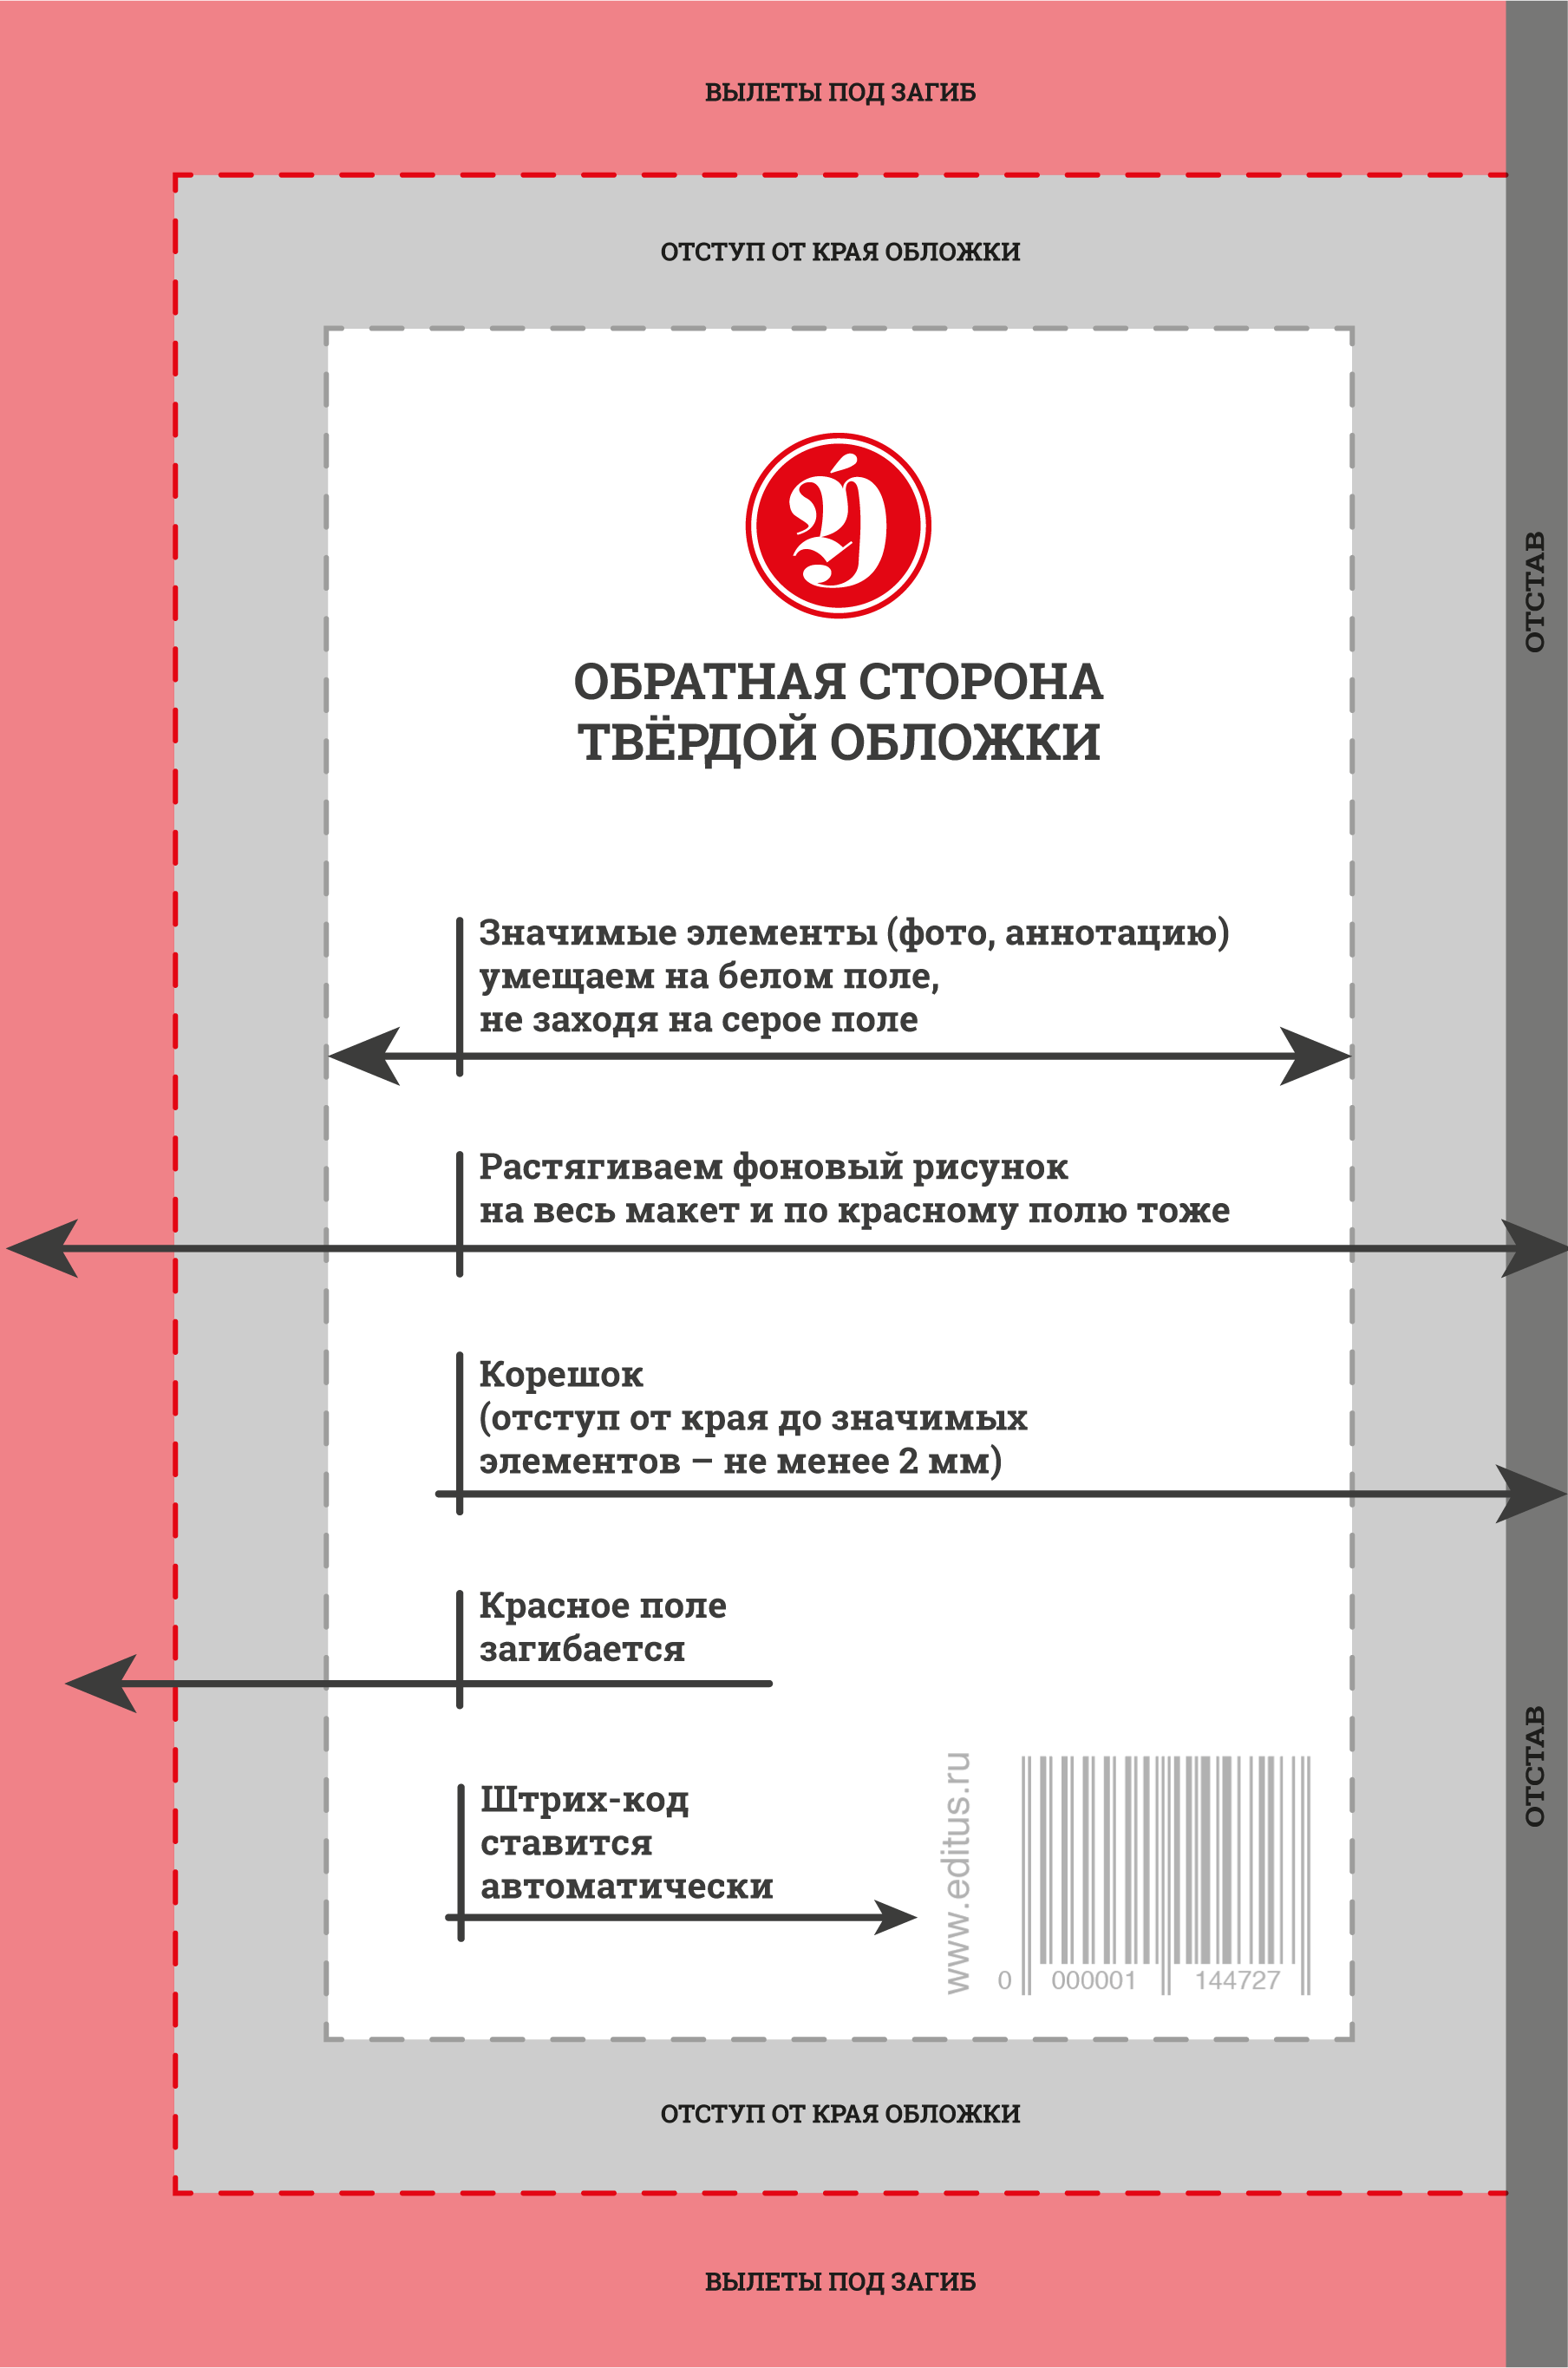 ВЫЛЕТЫ ПОД ЗАГИБ
ОТСТУП ОТ КРАЯ ОБЛОЖКИ
ОТСТАВ
ОБРАТНАЯ СТОРОНА
ТВЁРДОЙ ОБЛОЖКИ
Значимые элементы (фото, аннотацию)
умещаем на белом поле,
не заходя на серое поле
Растягиваем фоновый рисунок
на весь макет и по красному полю тоже
Корешок
(отступ от края до значимых
элементов – не менее 2 мм)
Красное поле
загибается
Штрих-код
ставится
автоматически
www.editus.ru
0 000001 144727
ОТСТАВ
ОТСТУП ОТ КРАЯ ОБЛОЖКИ
ВЫЛЕТЫ ПОД ЗАГИБ